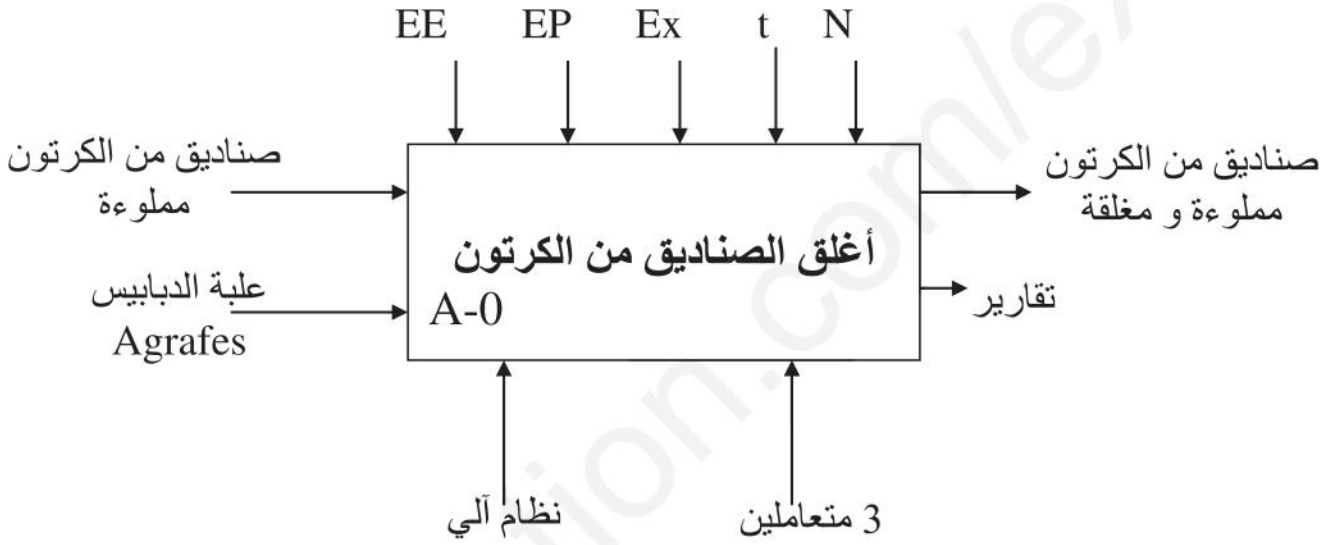 EE EP Ex t N
صناديق من الكرتون
مملوءة
علبة الدبابيس
Agrafes
أغلق الصناديق من الكرتون
A-0
صناديق من الكرتون
مملوءة و مغلقة
تقارير
نظام آلي
3 متعاملين